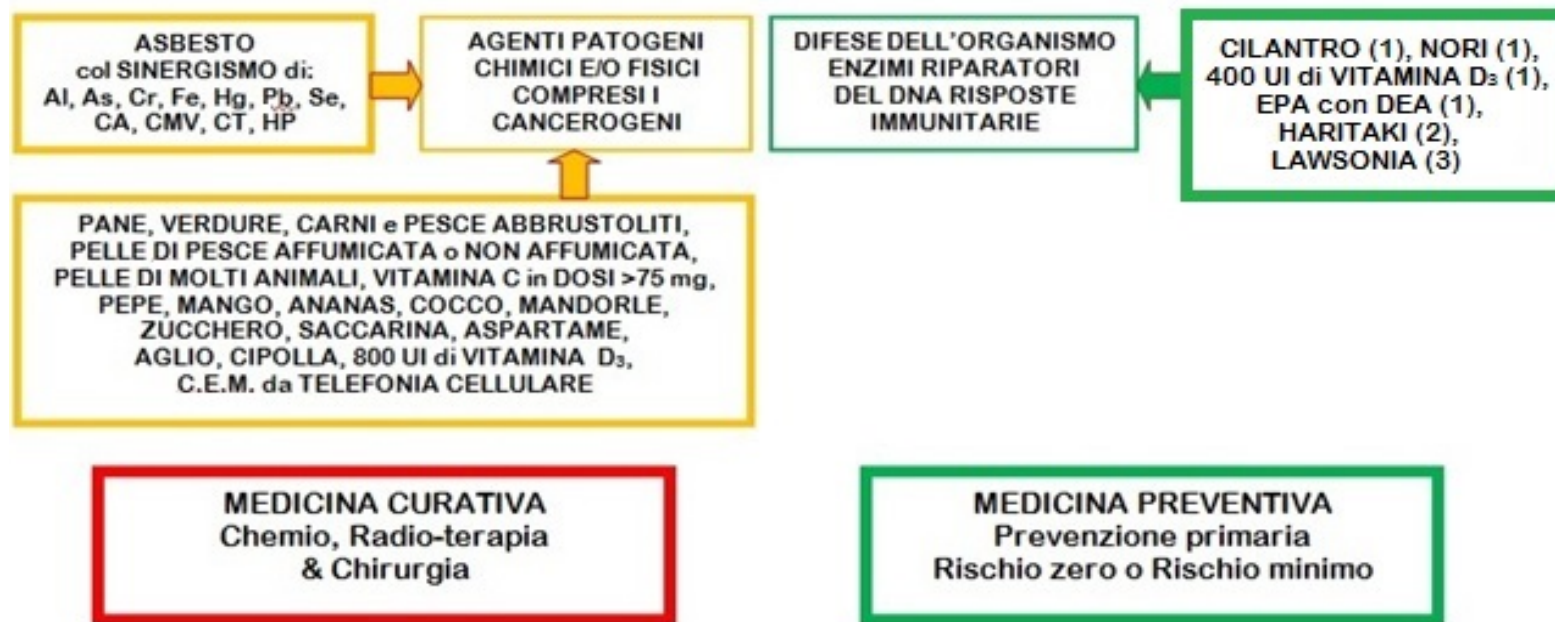 ASBESTO
col SINERGISMO di:
Al, As, Cr, Fe, Hg, Pb, Se,
CA, CMV, CT, HP
AGENTI PATOGENI
CHIMICI E/O FISICI
COMPRESI I
CANCEROGENI
DIFESE DELL'ORGANISMO
ENZIMI RIPARATORI
DEL DNA RISPOSTE
IMMUNITARIE
CILANTRO (1), NORI (1),
400 UI di VITAMINA D₃ (1),
EPA con DEA (1),
HARITAKI (2),
LAWSONIA (3)
PANE, VERDURE, CARNI e PESCE ABBRUSTOLITI,
PELLE DI PESCE AFFUMICATA o NON AFFUMICATA,
PELLE DI MOLTI ANIMALI, VITAMINA C in DOSI >75 mg,
PEPE, MANGO, ANANAS, COCCO, MANDORLE,
ZUCCHERO, SACCARINA, ASPARTAME,
AGLIO, CIPOLLA, 800 UI di VITAMINA D₃,
C.E.M. da TELEFONIA CELLULARE
MEDICINA CURATIVA
Chemio, Radio-terapia
& Chirurgia
MEDICINA PREVENTIVA
Prevenzione primaria
Rischio zero o Rischio minimo